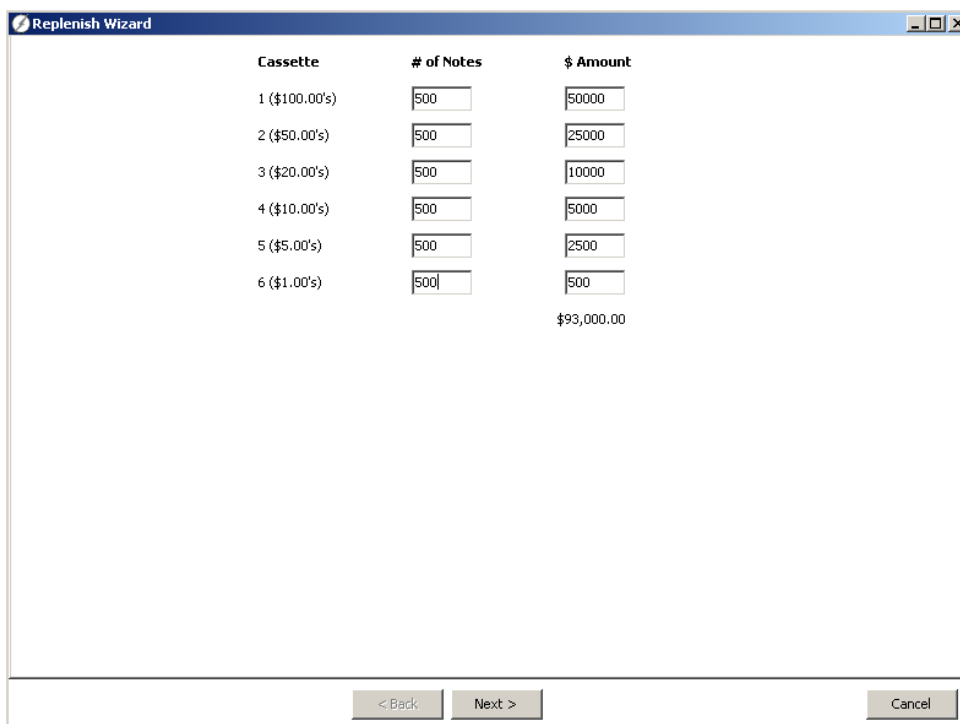 Replenish Wizard
Cassette # of Notes $ Amount
1 ($100.00's) 500 50000
2 ($50.00's) 500 25000
3 ($20.00's) 500 10000
4 ($10.00's) 500 5000
5 ($5.00's) 500 2500
6 ($1.00's) 500 500
$93,000.00
< Back Next > Cancel